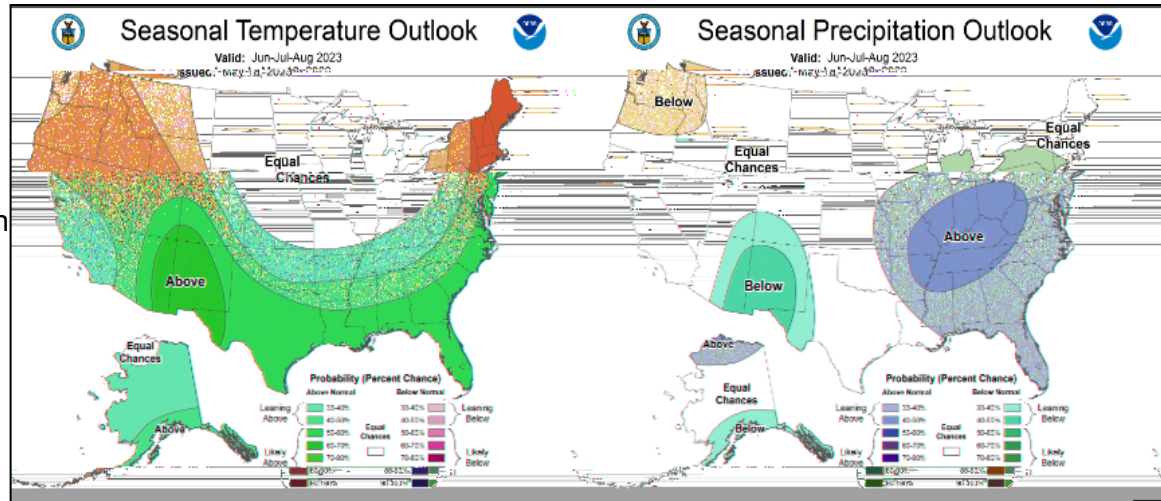 Seasonal Temperature Outlook
Valid: Jun-Jul-Aug 2023
Equal
Chances
Above
Equal
Chances
Above
Probability (Percent Chance)
Above Normal
Below Normal
Leaning
Above
Likely
Above
33-40%
40-50%
50-60%
60-70%
70-80%
Equal
Chances
33-40%
40-50%
50-60%
60-70%
70-80%
Leaning
Below
Likely
Below
Seasonal Precipitation Outlook
Valid: Jun-Jul-Aug 2023
Below
Equal
Chances
Equal
Chances
Above
Below
Above
Equal
Chances
Below
Probability (Percent Chance)
Above Normal
Below Normal
Leaning
Above
Likely
Above
33-40%
40-50%
50-60%
60-70%
70-80%
Equal
Chances
33-40%
40-50%
50-60%
60-70%
70-80%
Leaning
Below
Likely
Below
n